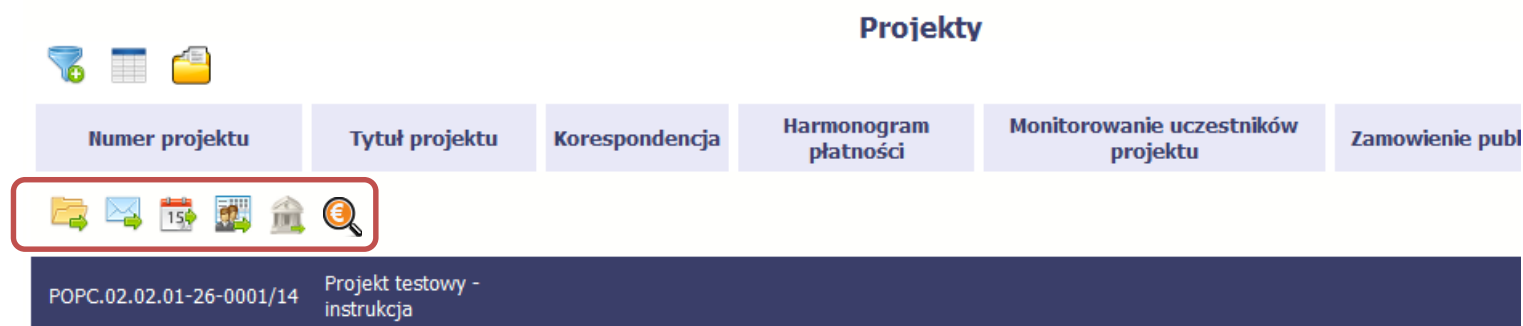 Projekty
Numer projektu
Tytuł projektu
Korespondencja
Harmonogram
płatności
Monitorowanie uczestników
projektu
Zamowienie publ
15
POPC.02.02.01-26-0001/14
Projekt testowy -
instrukcja